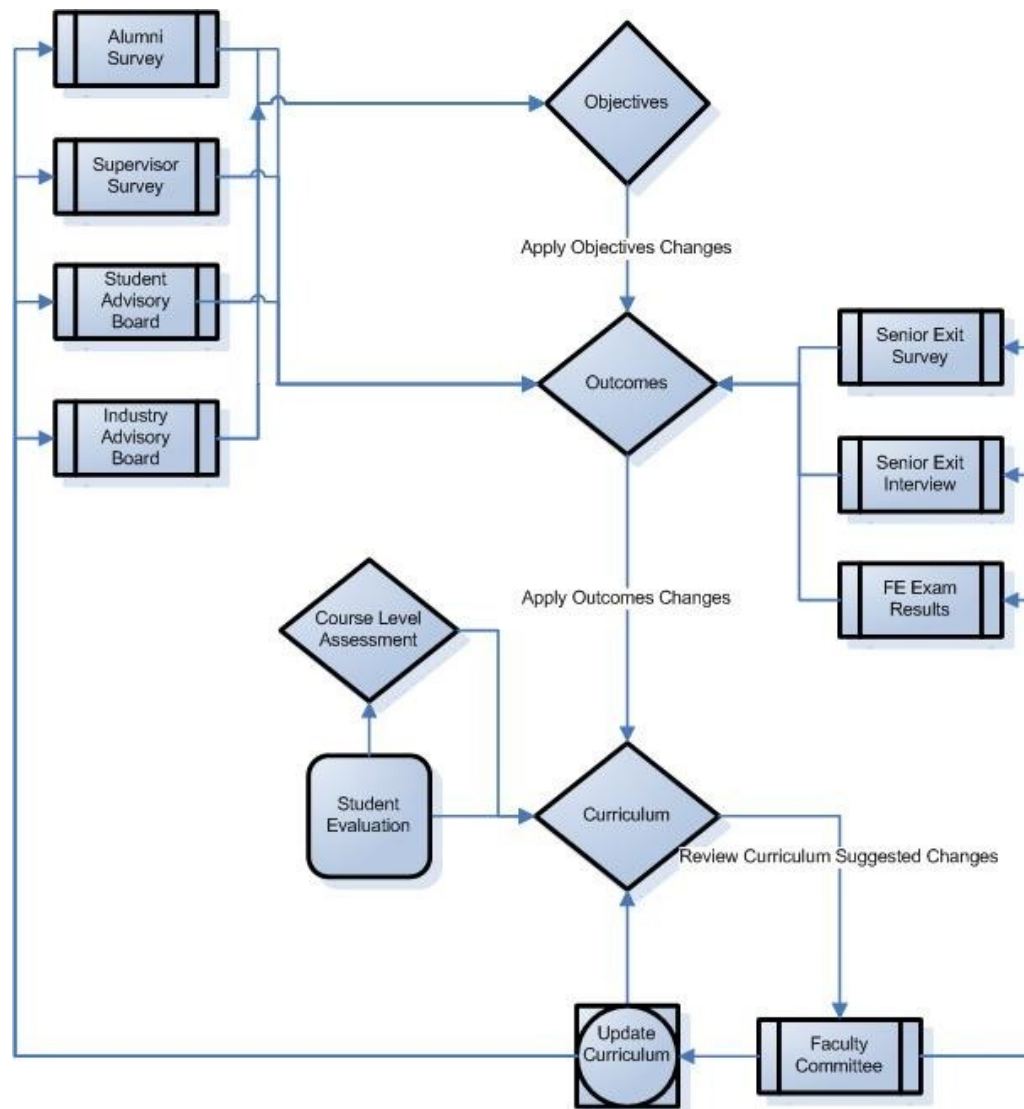 Alumni
Survey
Objectives
Supervisor
Survey
Apply Objectives Changes
Student
Advisory
Board
Senior Exit
Survey
Outcomes
Industry
Advisory
Board
Senior Exit
Interview
FE Exam
Results
Apply Outcomes Changes
Course Level
Assessment
Student
Evaluation
Curriculum
Review Curriculum Suggested Changes
Update
Curriculum
Faculty
Committee